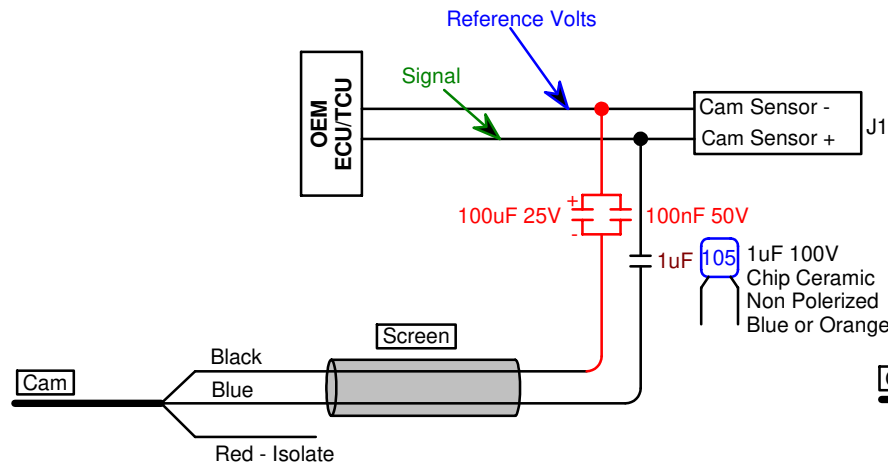 Reference Volts
Signal
OEM
ECU/TCU
Cam Sensor -
Cam Sensor +
J1
+
100uF 25V
100nF 50V
-
1uF
105
1uF 100V
Chip Ceramic
Non Polerized
Blue or Orange
Screen
Black
Cam
Blue
Red - Isolate